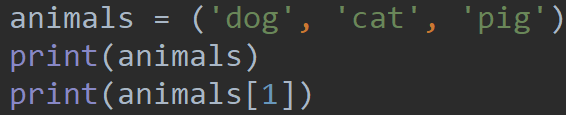 animals = ('dog', 'cat', 'pig')
print(animals)
print(animals[1])